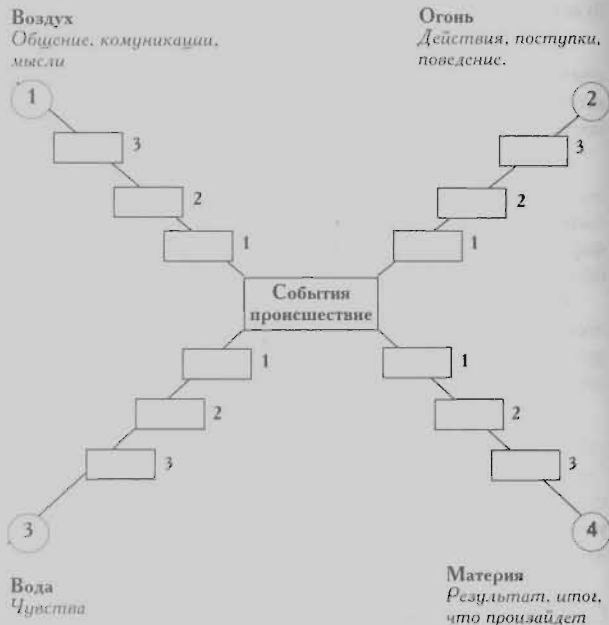 Воздух
Общение, комуникации,
мысли
Огонь
Действия, поступки,
поведение.
1
2
3
3
2
2
1
1
События
происшествие
1
1
2
2
3
3
3
4
Вода
Чувства
Материя
Результат, итог,
что произайдет